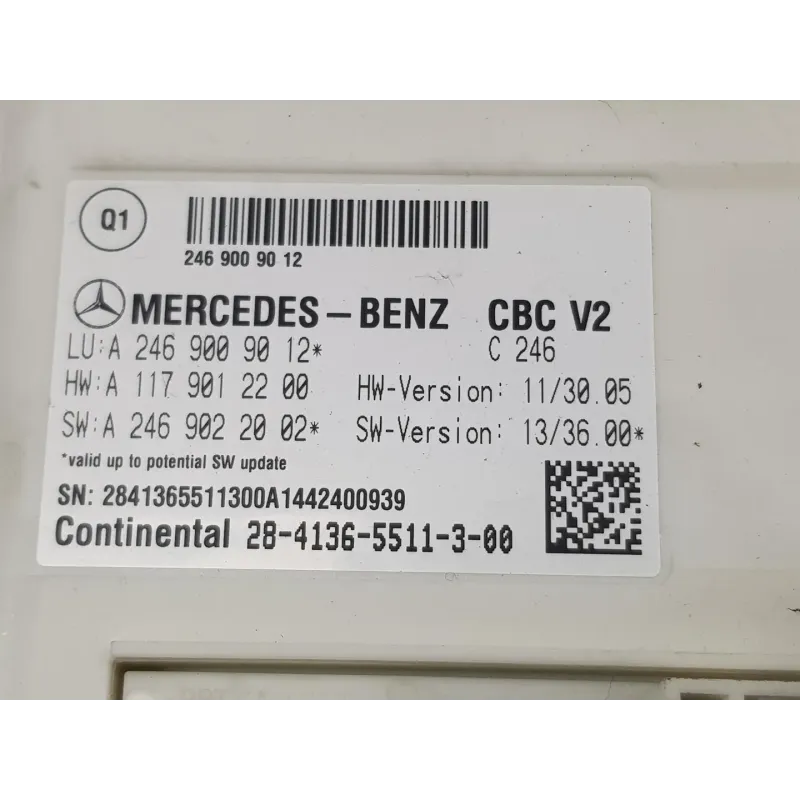 Q1
246 900 90 12
MERCEDES-BENZ CBC V2
LU:A 246 900 90 12* C 246
HW:A 117 901 22 00 HW-Version: 11/30.05
SW:A 246 902 20 02* SW-Version: 13/36.00*
*valid up to potential SW update
SN: 2841365511300A1442400939
Continental 28-4136-5511-3-00